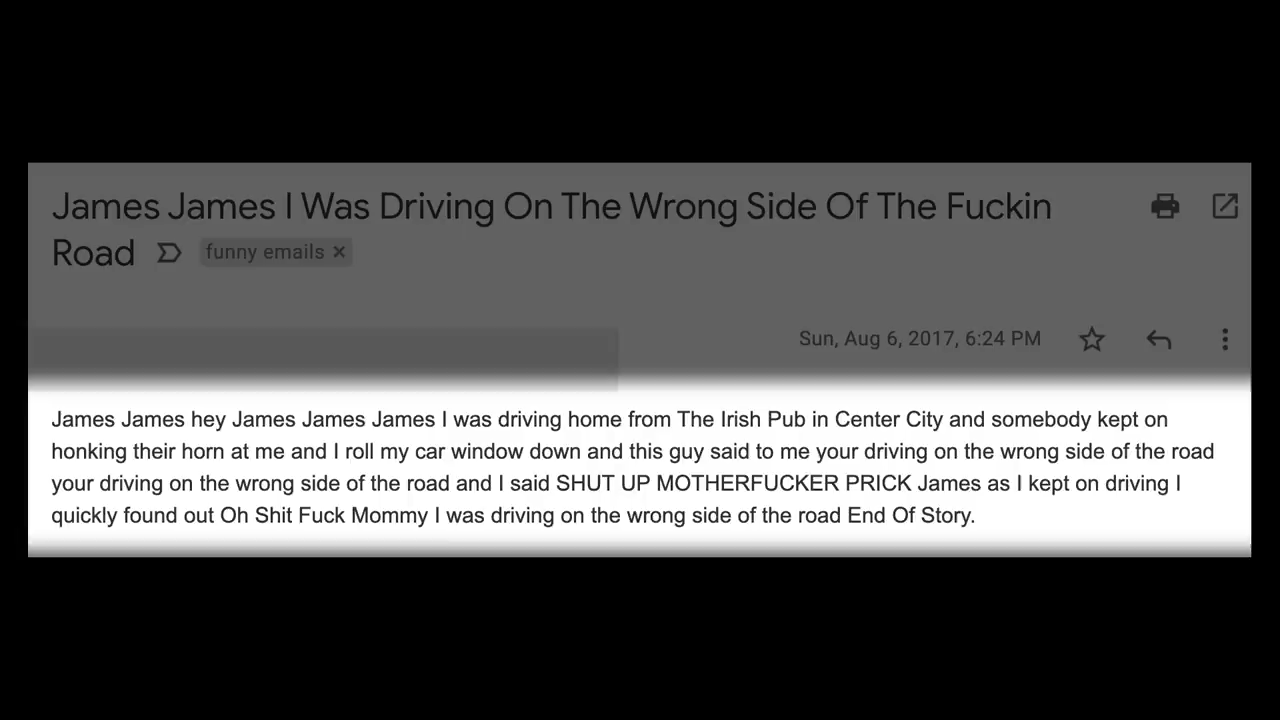 James James I Was Driving On The Wrong Side Of The Fuckin
Road funny emails ×
Sun, Aug 6, 2017, 6:24 PM
James James hey James James James I was driving home from The Irish Pub in Center City and somebody kept on
honking their horn at me and I roll my car window down and this guy said to me your driving on the wrong side of the road
your driving on the wrong side of the road and I said SHUT UP MOTHERFUCKER PRICK James as I kept on driving I
quickly found out Oh Shit Fuck Mommy I was driving on the wrong side of the road End Of Story.